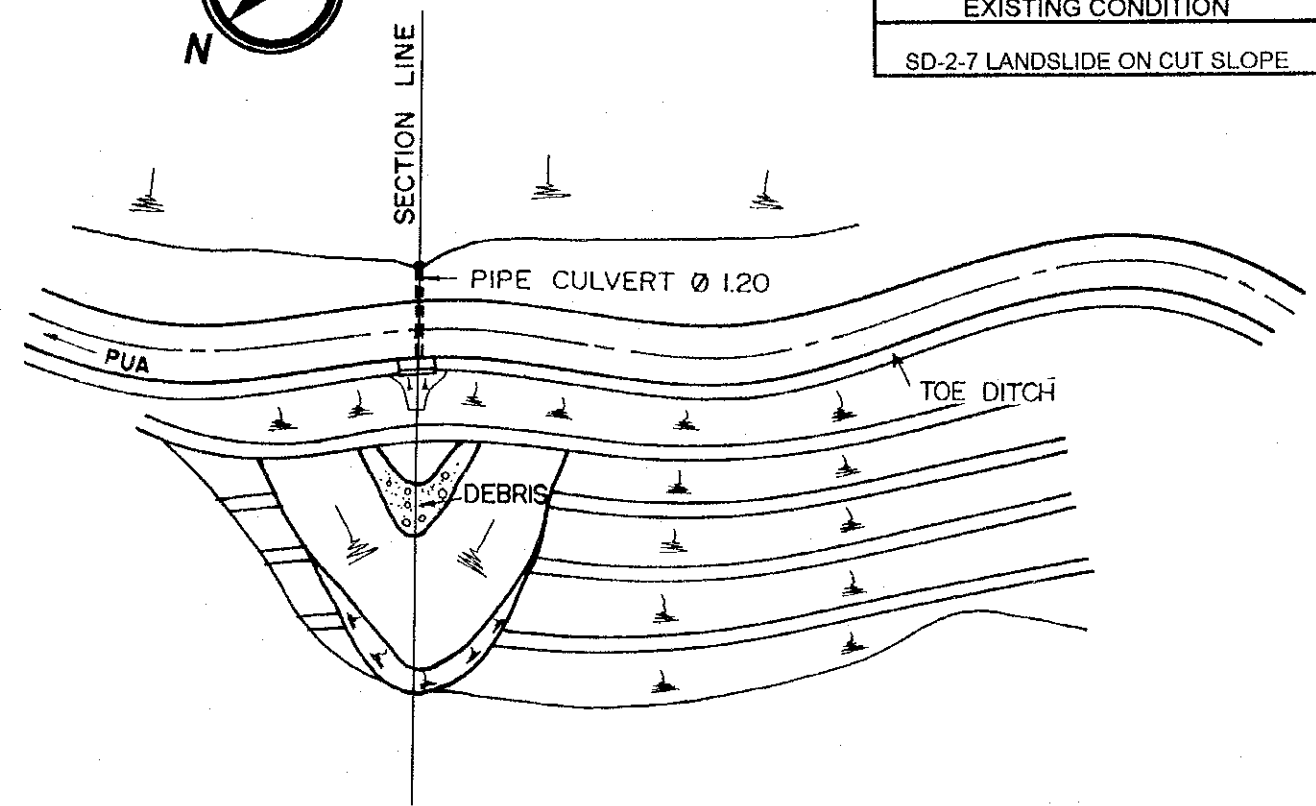 EXISTING CONDITION
SD-2-7 LANDSLIDE ON CUT SLOPE
N
SECTION LINE
PIPE CULVERT Ø 1.20
PUA
TOE DITCH
DEBRIS